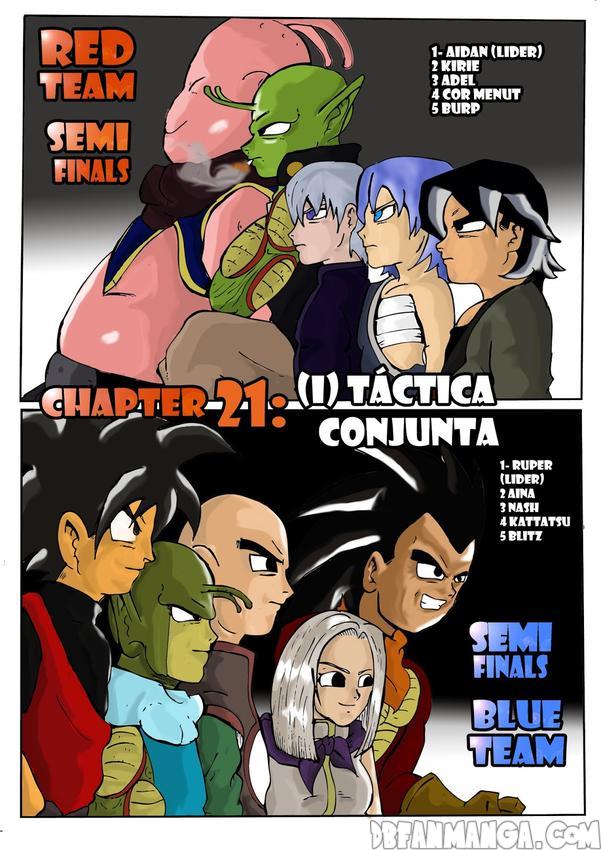 RED
TEAM
SEMI
FINALS
1- AIDAN (LIDER)
2 KIRIE
3 ADEL
4 COR MENUT
5 BURP
CHAPTER 21: (I) TÁCTICA
CONJUNTA
1- RUPER
(LIDER)
2 AINA
3 NASH
4 KATTATSU
5 BLITZ
SEMI
FINALS
BLUE
TEAM
DBFANMANGA.COM